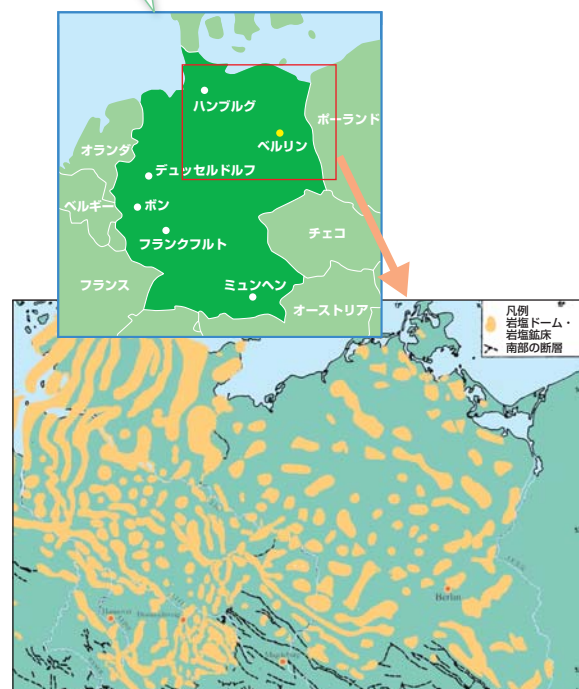 ハンブルグ
ポーランド
ベルリン
オランダ
デュッセルドルフ
ベルギー
ボン
フランクフルト
チェコ
フランス
ミュンヘン
オーストリア
凡例
岩塩ドーム・
岩塩鉱床
南部の断層
Berlin
Hannover
Magdeburg